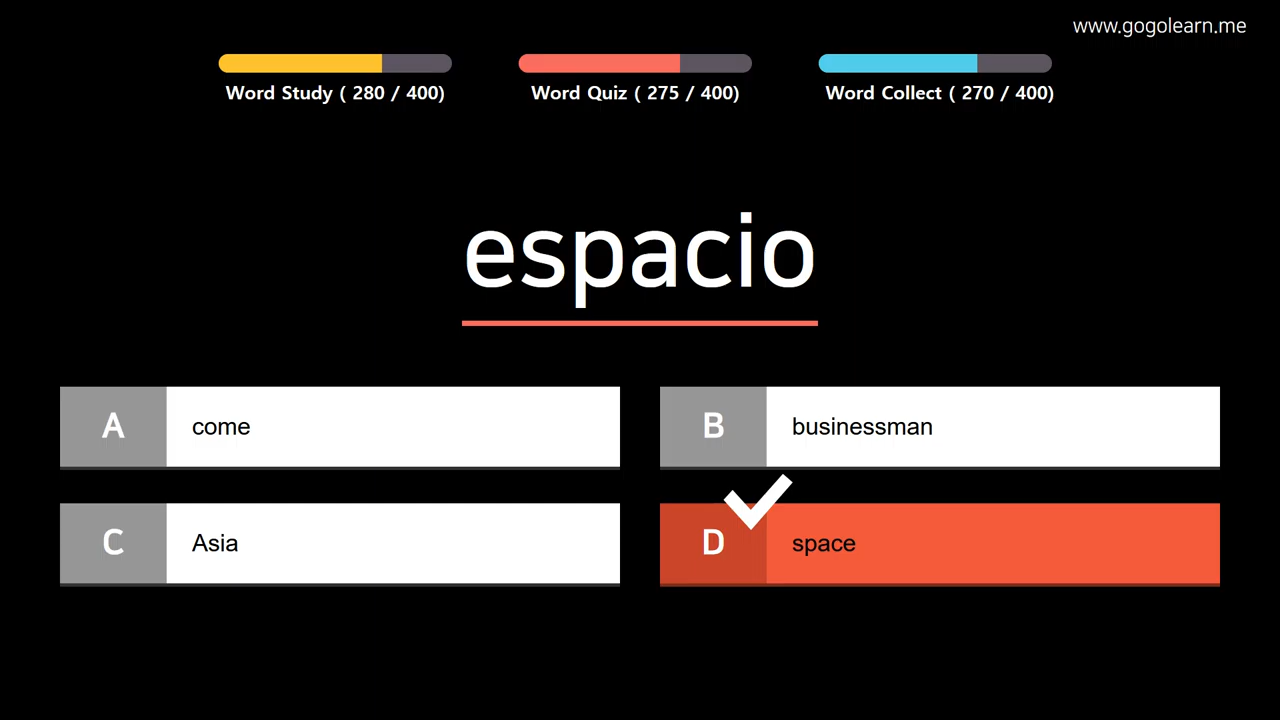 www.gogolearn.me
Word Study ( 280 / 400)
Word Quiz ( 275 / 400)
Word Collect ( 270 / 400)
espacio
A come
B businessman
C Asia
D space